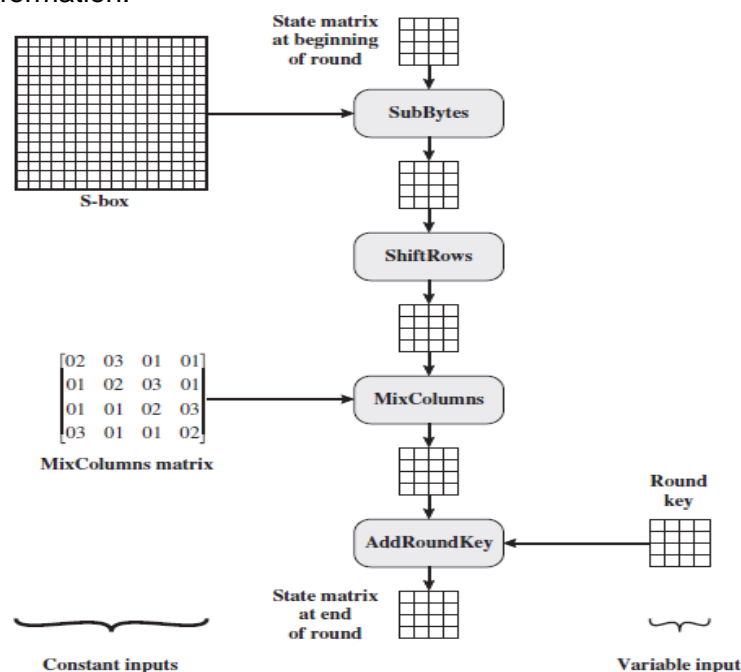 formation.
State matrix
at beginning
of round
SubBytes
S-box
ShiftRows
02 03 01 01
01 02 03 01
01 01 02 03
03 01 01 02
MixColumns
MixColumns matrix
Round
key
AddRoundKey
State matrix
at end
of round
Constant inputs
Variable input